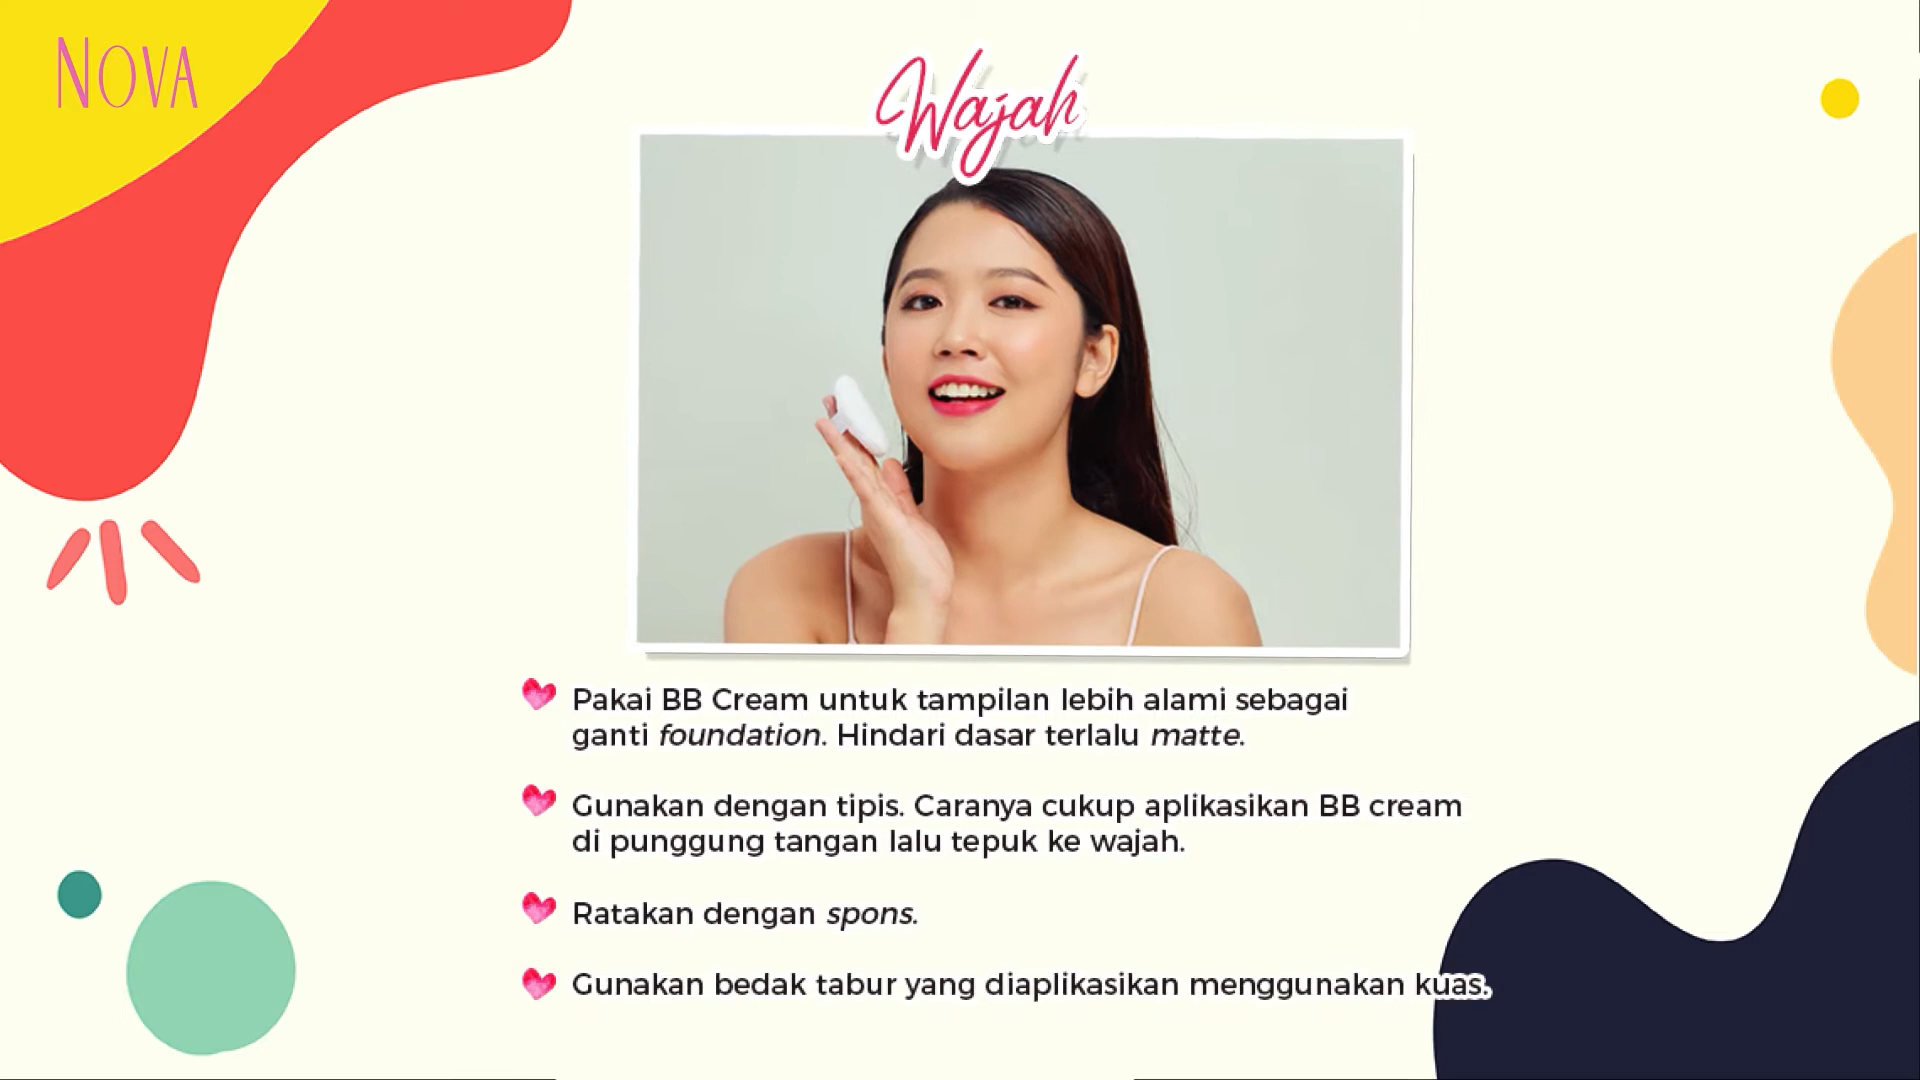 NOVA
Wajah
Pakai BB Cream untuk tampilan lebih alami sebagai
ganti foundation. Hindari dasar terlalu matte.
Gunakan dengan tipis. Caranya cukup aplikasikan BB cream
di punggung tangan lalu tepuk ke wajah.
Ratakan dengan spons.
Gunakan bedak tabur yang diaplikasikan menggunakan kuas.